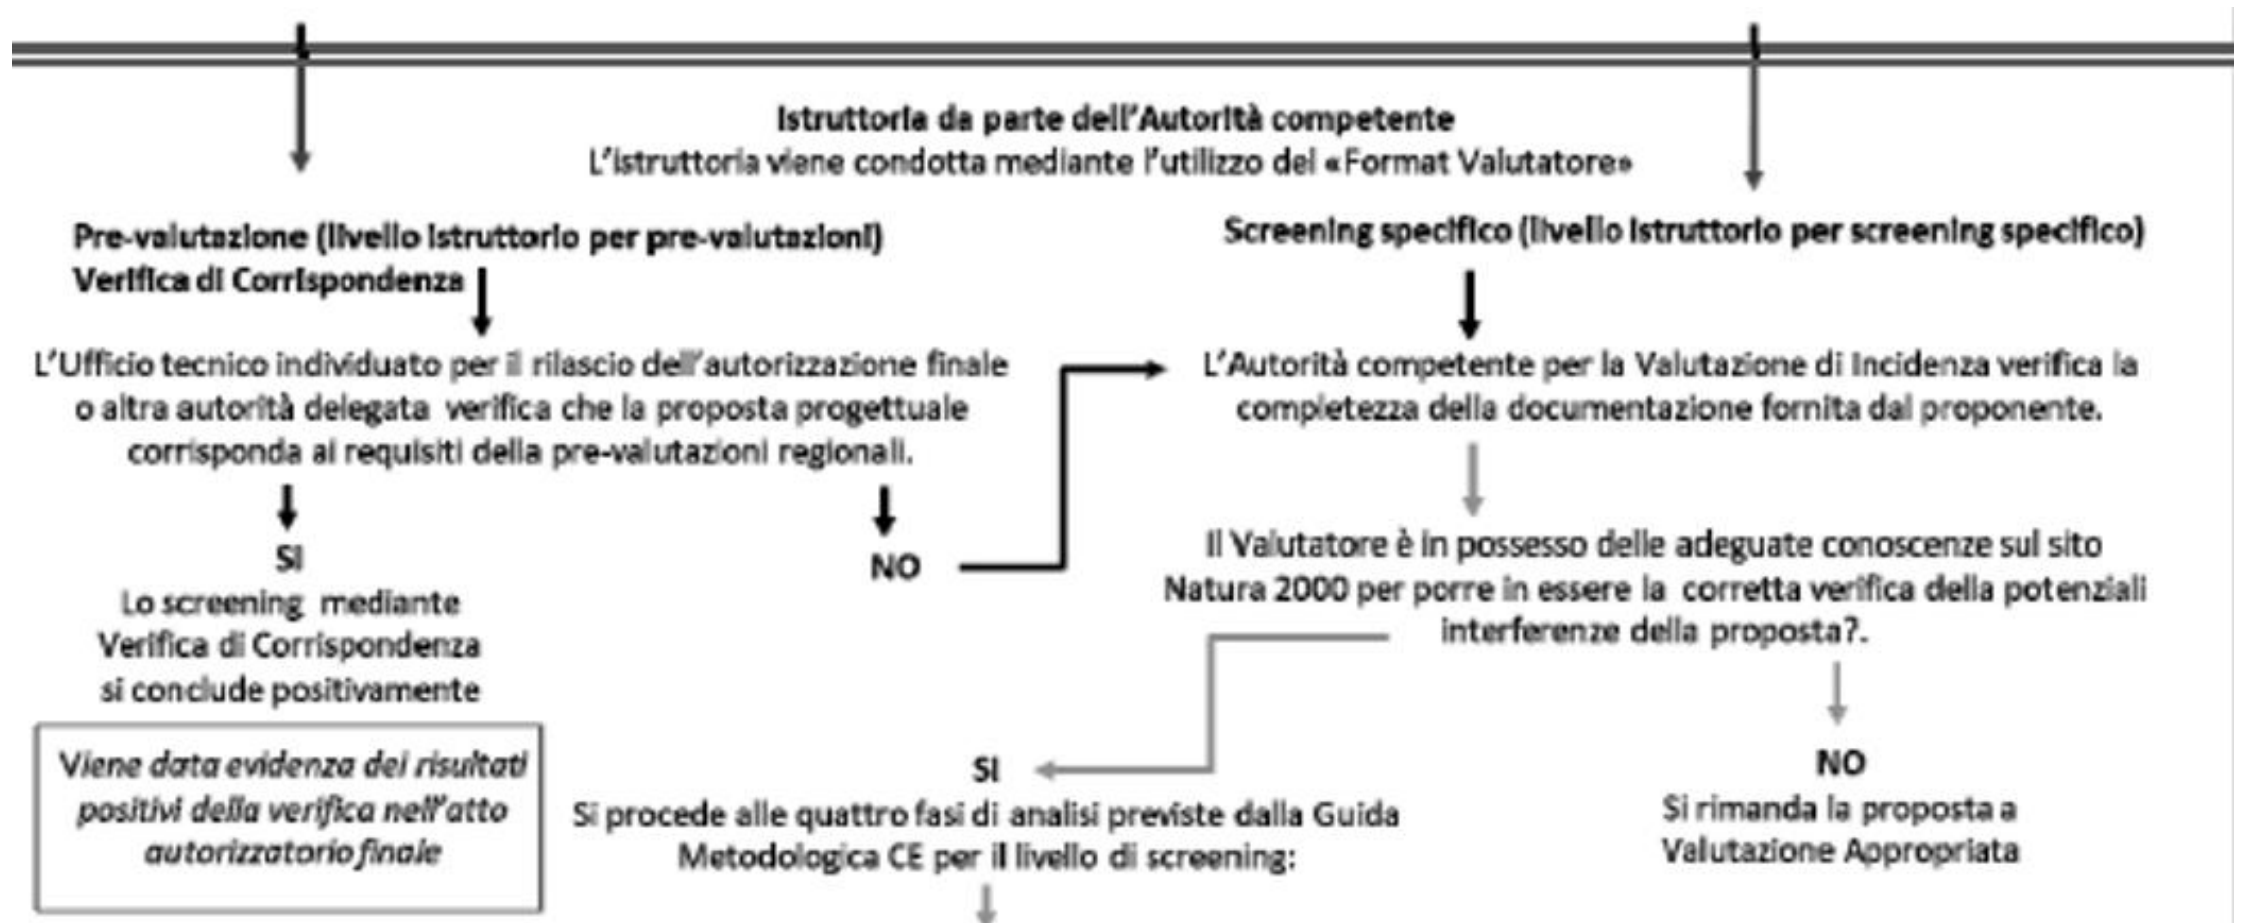 Istruttoria da parte dell'Autorità competente
L'istruttoria viene condotta mediante l'utilizzo del «Format Valutatore»
Pre-valutazione (livello istruttorio per pre-valutazioni)
Verifica di Corrispondenza
L'Ufficio tecnico individuato per il rilascio dell'autorizzazione finale
o altra autorità delegata verifica che la proposta progettuale
corrisponda ai requisiti della pre-valutazioni regionali.
SI
Lo screening mediante
Verifica di Corrispondenza
si conclude positivamente
Viene data evidenza dei risultati
positivi della verifica nell'atto
autorizzatorio finale
NO
Screening specifico (livello istruttorio per screening specifico)
L'Autorità competente per la Valutazione di Incidenza verifica la
completezza della documentazione fornita dal proponente.
Il Valutatore è in possesso delle adeguate conoscenze sul sito
Natura 2000 per porre in essere la corretta verifica della potenziali
interferenze della proposta?.
SI
Si procede alle quattro fasi di analisi previste dalla Guida
Metodologica CE per il livello di screening:
NO
Si rimanda la proposta a
Valutazione Appropriata